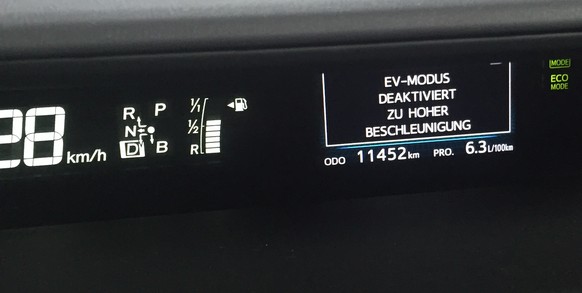 28 km/h
R P
N
D B
1/1
1/2
R
EV-MODUS
DEAKTIVIERT
ZU HOHER
BESCHLEUNIGUNG
ODO 11452 km PRO. 6.3 L/100km
MODE
ECO
MODE